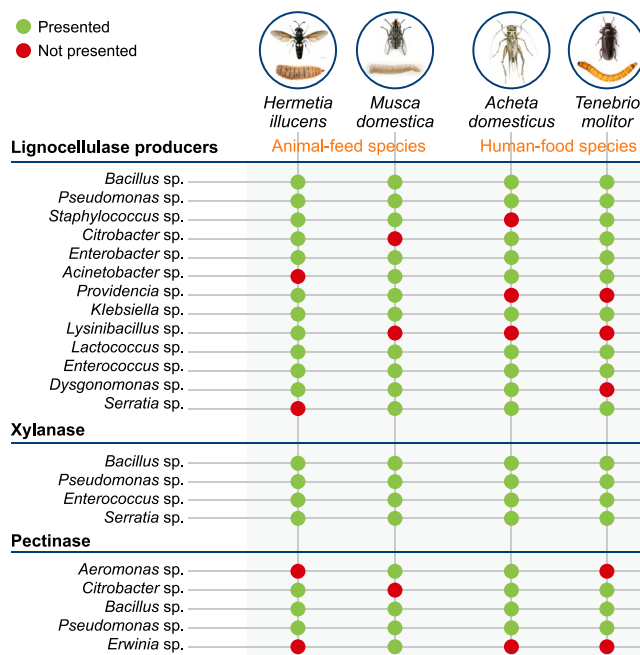 Presented
Not presented
Hermetia illucens
Musca domestica
Acheta domesticus
Tenebrio molitor
Lignocellulase producers
Animal-feed species
Human-food species
Bacillus sp.
Pseudomonas sp.
Staphylococcus sp.
Citrobacter sp.
Enterobacter sp.
Acinetobacter sp.
Providencia sp.
Klebsiella sp.
Lysinibacillus sp.
Lactococcus sp.
Enterococcus sp.
Dysgonomonas sp.
Serratia sp.
Xylanase
Bacillus sp.
Pseudomonas sp.
Enterococcus sp.
Serratia sp.
Pectinase
Aeromonas sp.
Citrobacter sp.
Bacillus sp.
Pseudomonas sp.
Erwinia sp.